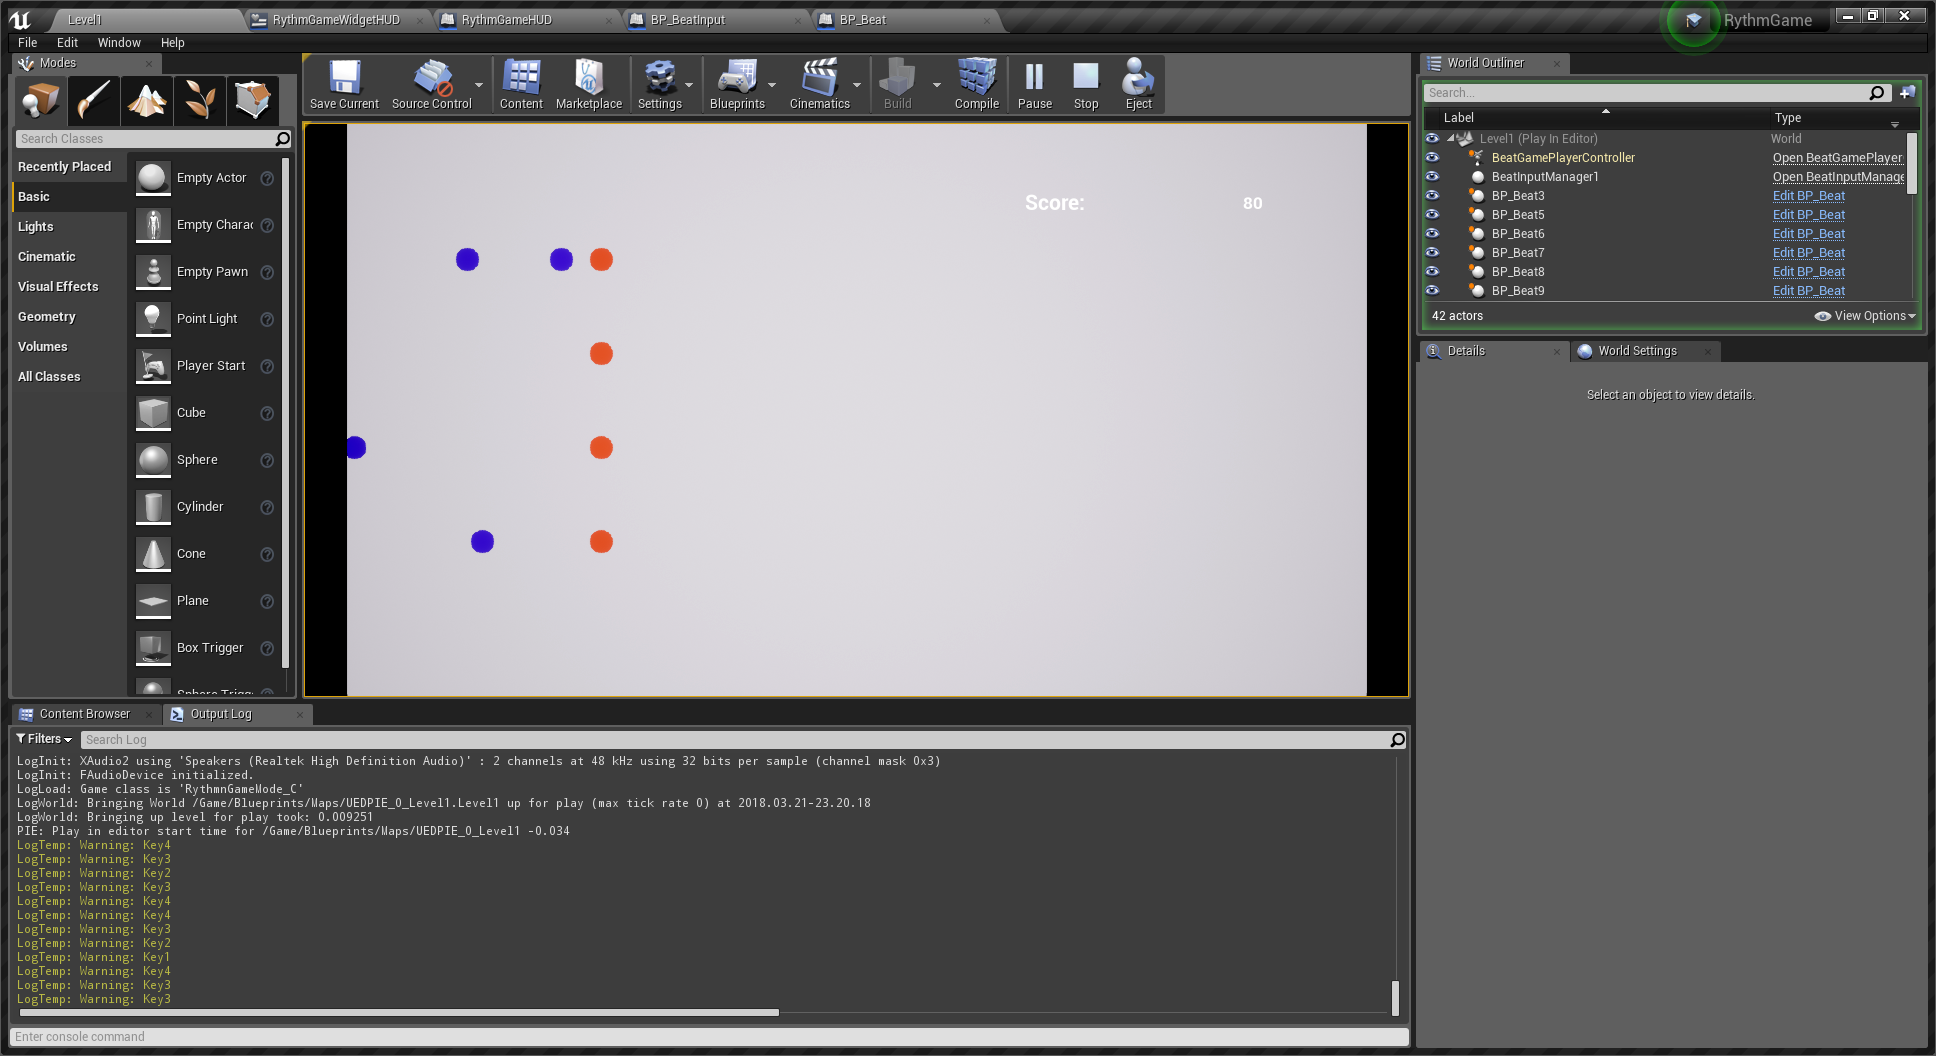 Level1 RythmGameWidgetHUD RythmGameHUD BP_BeatInput BP_Beat RythmGame
File Edit Window Help
Modes
Save Current Source Control Content Marketplace Settings Blueprints Cinematics Build Compile Pause Stop Eject
Search Classes
Recently Placed
Basic
Lights
Cinematic
Visual Effects
Geometry
Volumes
All Classes
Empty Actor
Empty Charac
Empty Pawn
Point Light
Player Start
Cube
Sphere
Cylinder
Cone
Plane
Box Trigger
Sphere Trigg
Score: 80
World Outliner
Search...
Label Type
Level1 (Play In Editor) World
BeatGamePlayerController Open BeatGamePlayer
BeatInputManager1 Open BeatInputManage
BP_Beat3 Edit BP_Beat
BP_Beat5 Edit BP_Beat
BP_Beat6 Edit BP_Beat
BP_Beat7 Edit BP_Beat
BP_Beat8 Edit BP_Beat
BP_Beat9 Edit BP_Beat
42 actors View Options
Details World Settings
Select an object to view details.
Content Browser Output Log
Filters Search Log
LogInit: XAudio2 using 'Speakers (Realtek High Definition Audio)' : 2 channels at 48 kHz using 32 bits per sample (channel mask 0x3)
LogInit: FAudioDevice initialized.
LogLoad: Game class is 'RythmnGameMode_C'
LogWorld: Bringing World /Game/Blueprints/Maps/UEDPIE_0_Level1.Level1 up for play (max tick rate 0) at 2018.03.21-23.20.18
LogWorld: Bringing up level for play took: 0.009251
PIE: Play in editor start time for /Game/Blueprints/Maps/UEDPIE_0_Level1 -0.034
LogTemp: Warning: Key4
LogTemp: Warning: Key3
LogTemp: Warning: Key2
LogTemp: Warning: Key3
LogTemp: Warning: Key4
LogTemp: Warning: Key4
LogTemp: Warning: Key3
LogTemp: Warning: Key2
LogTemp: Warning: Key1
LogTemp: Warning: Key4
LogTemp: Warning: Key3
LogTemp: Warning: Key3
Enter console command